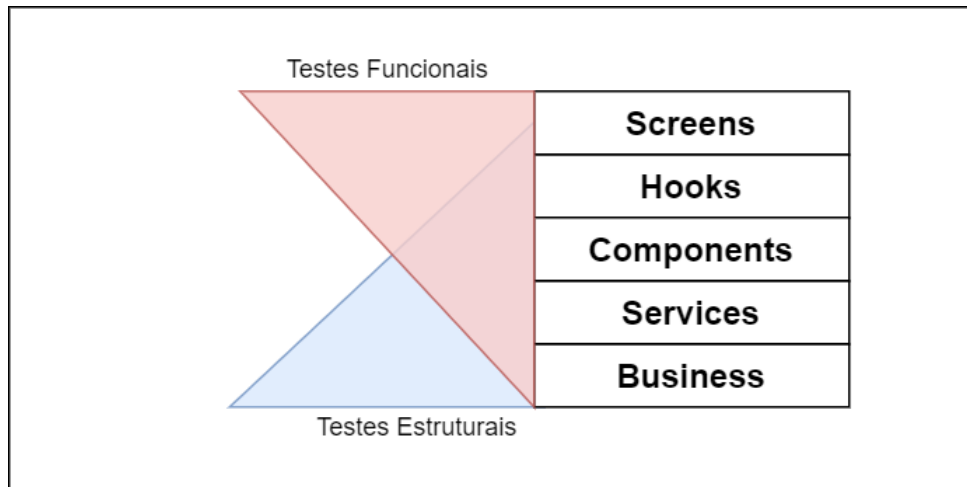 Testes Funcionais
Screens
Hooks
Components
Services
Business
Testes Estruturais